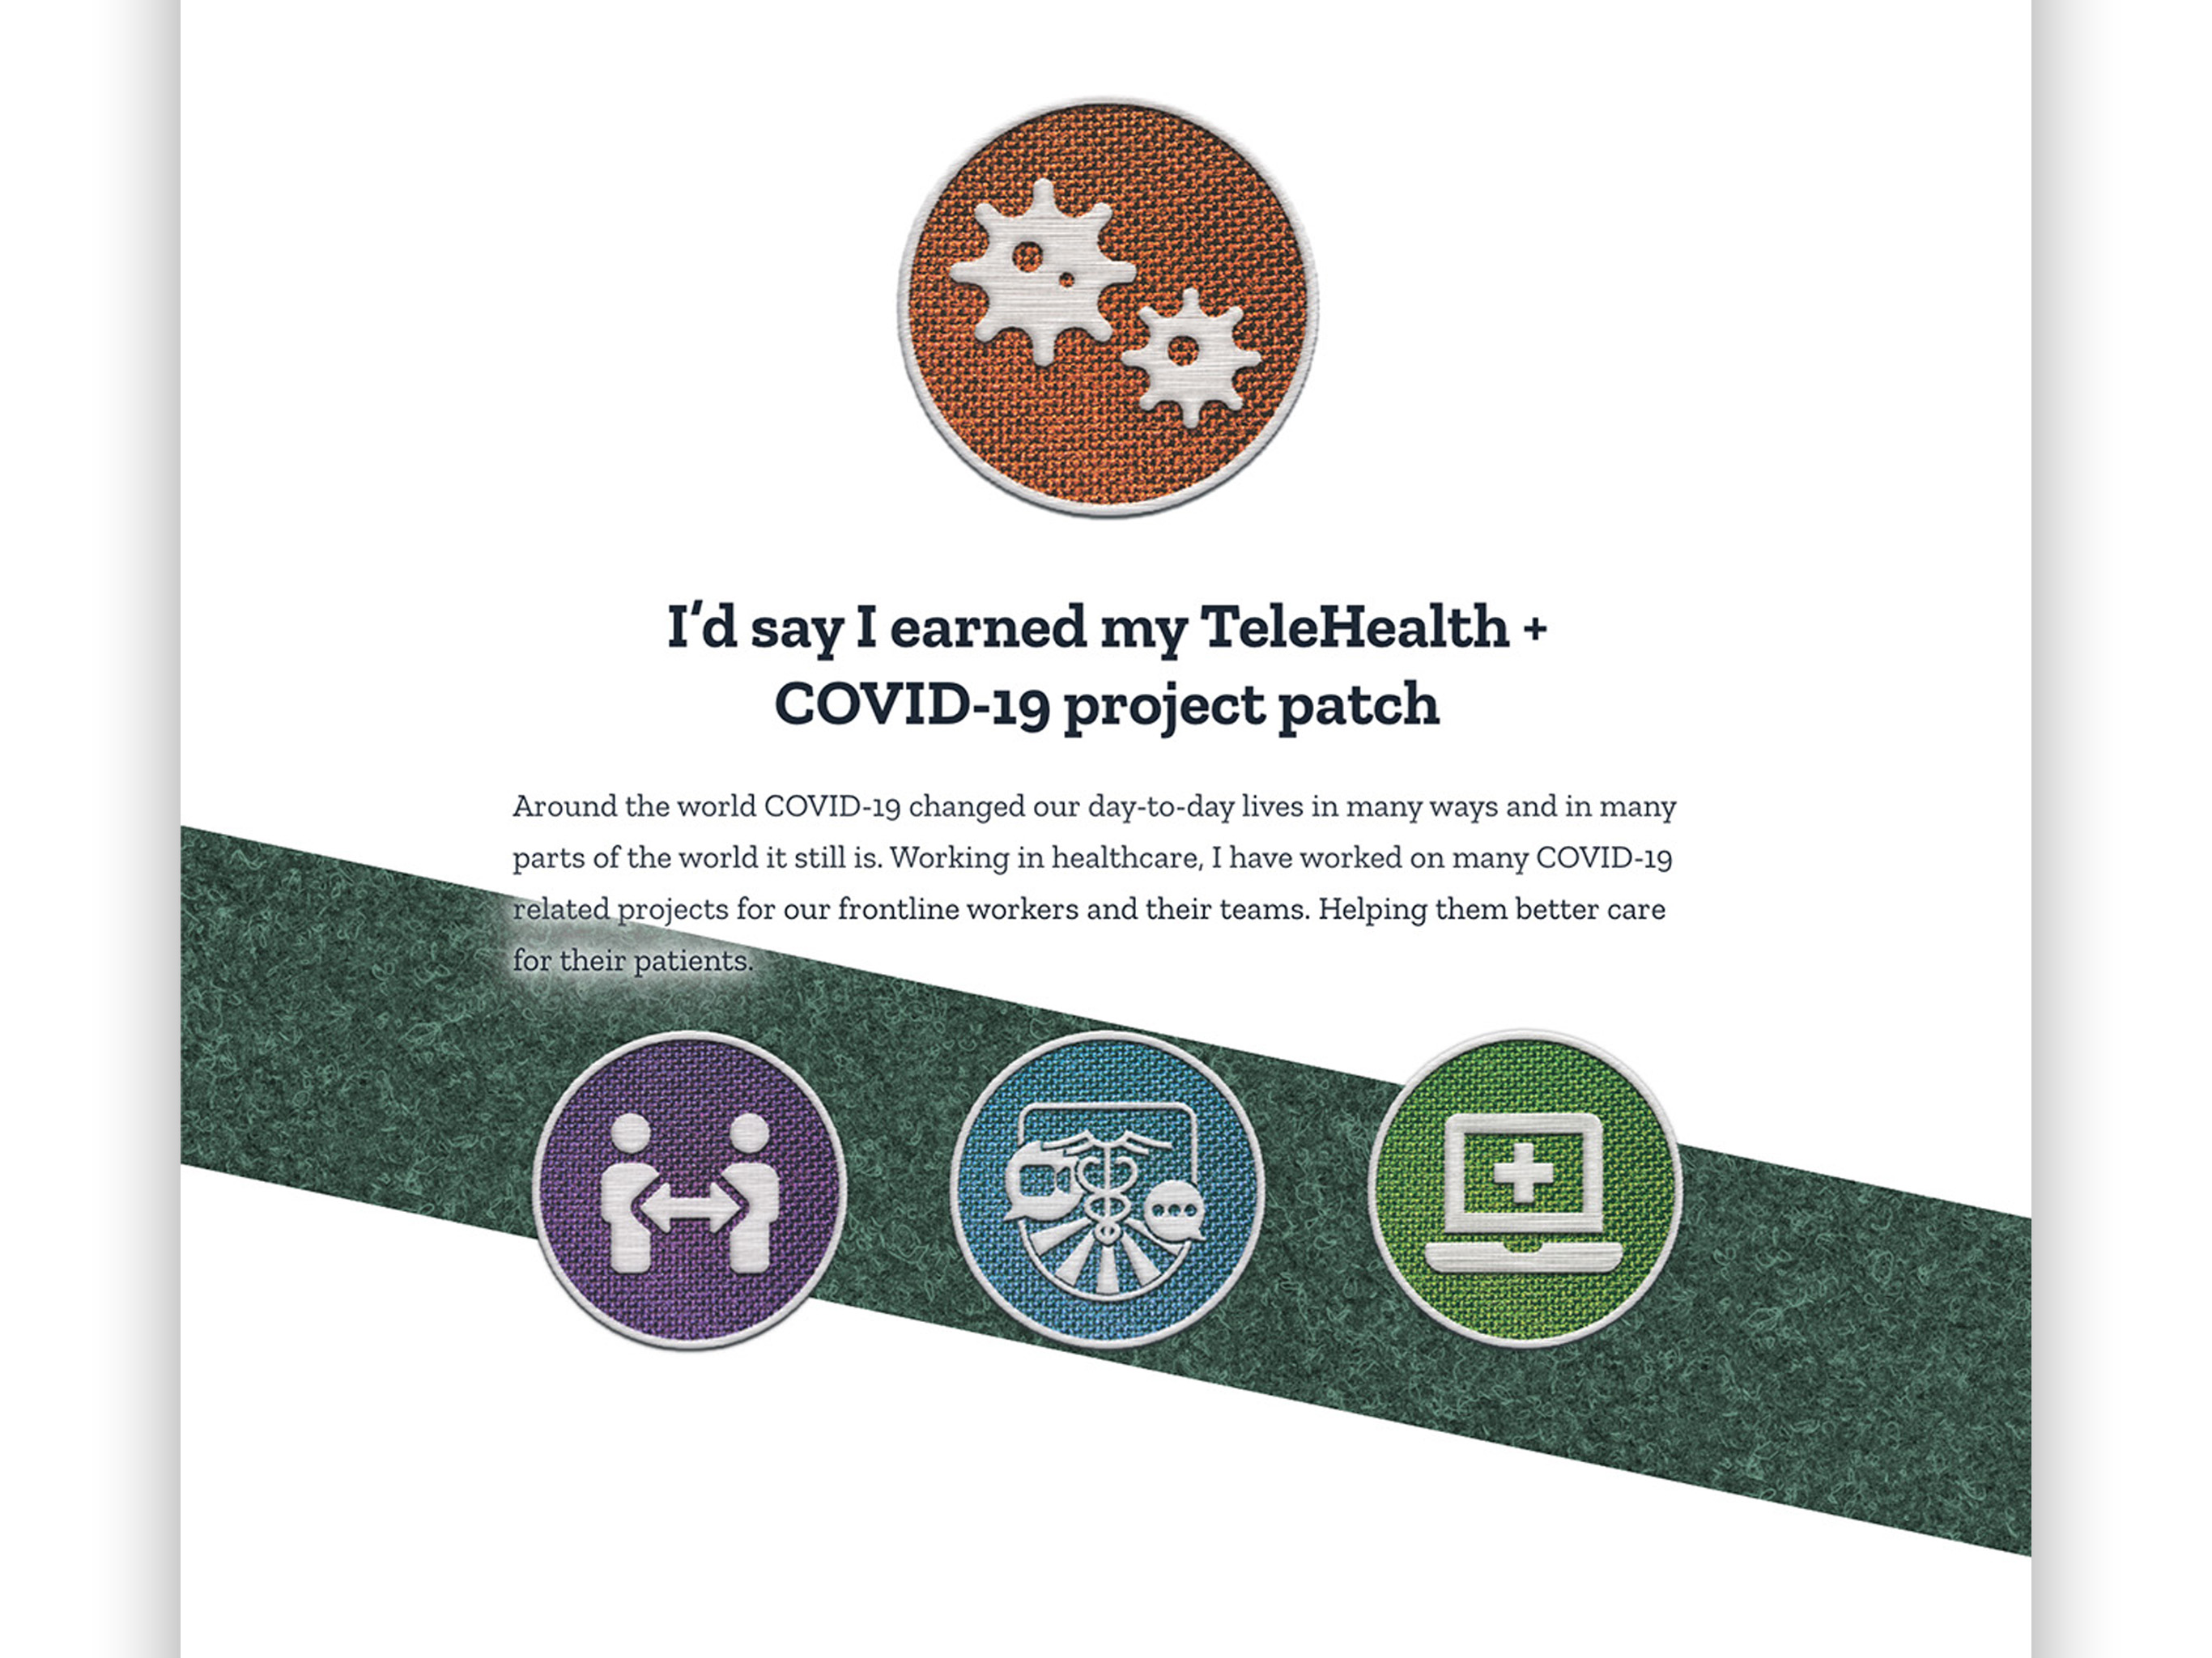 I’d say I earned my TeleHealth +
COVID-19 project patch
Around the world COVID-19 changed our day-to-day lives in many ways and in many
parts of the world it still is. Working in healthcare, I have worked on many COVID-19
related projects for our frontline workers and their teams. Helping them better care
for their patients.